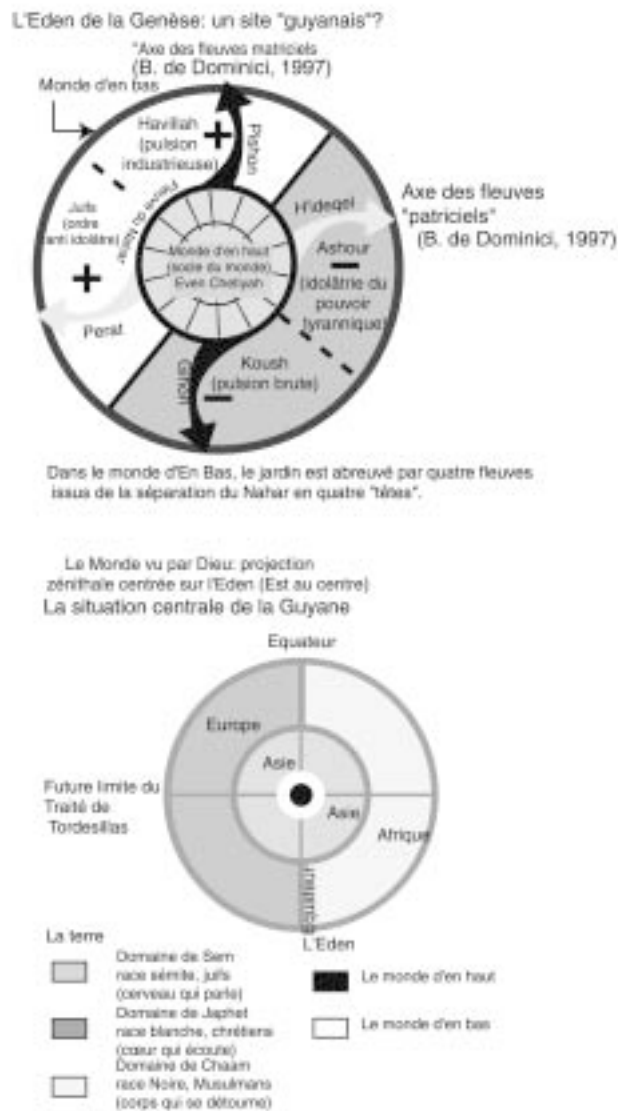 L'Eden de la Genèse: un site "guyanais"?
"Axe des fleuves matriciels
(B. de Dominici, 1997)
Monde d'en bas
Havillah
(pulsion
industrieuse)
+
Pishon
Fleuve du Nahar
Juifs
(ordre
anti idolâtre)
+
Perat
H'ideqel
Axe des fleuves
"patriciels"
(B. de Dominici, 1997)
Ashour
(idolâtrie du
pouvoir
tyrannique)
Monde d'en haut
(socle du monde)
Even Chetiyah
Koush
(pulsion brute)
Gihon
Dans le monde d'En Bas, le jardin est abreuvé par quatre fleuves
issus de la séparation du Nahar en quatre "têtes".
Le Monde vu par Dieu: projection
zénithale centrée sur l'Eden (Est au centre)
La situation centrale de la Guyane
Equateur
Europe
Asie
Future limite du
Traité de
Tordesillas
Asie
Afrique
Equateur
La terre
L'Eden
Domaine de Sem
race sémite, juifs
(cerveau qui parle)
Le monde d'en haut
Domaine de Japhet
race blanche, chrétiens
(cœur qui écoute)
Le monde d'en bas
Domaine de Chaam
race Noire, Musulmans
(corps qui se détourne)